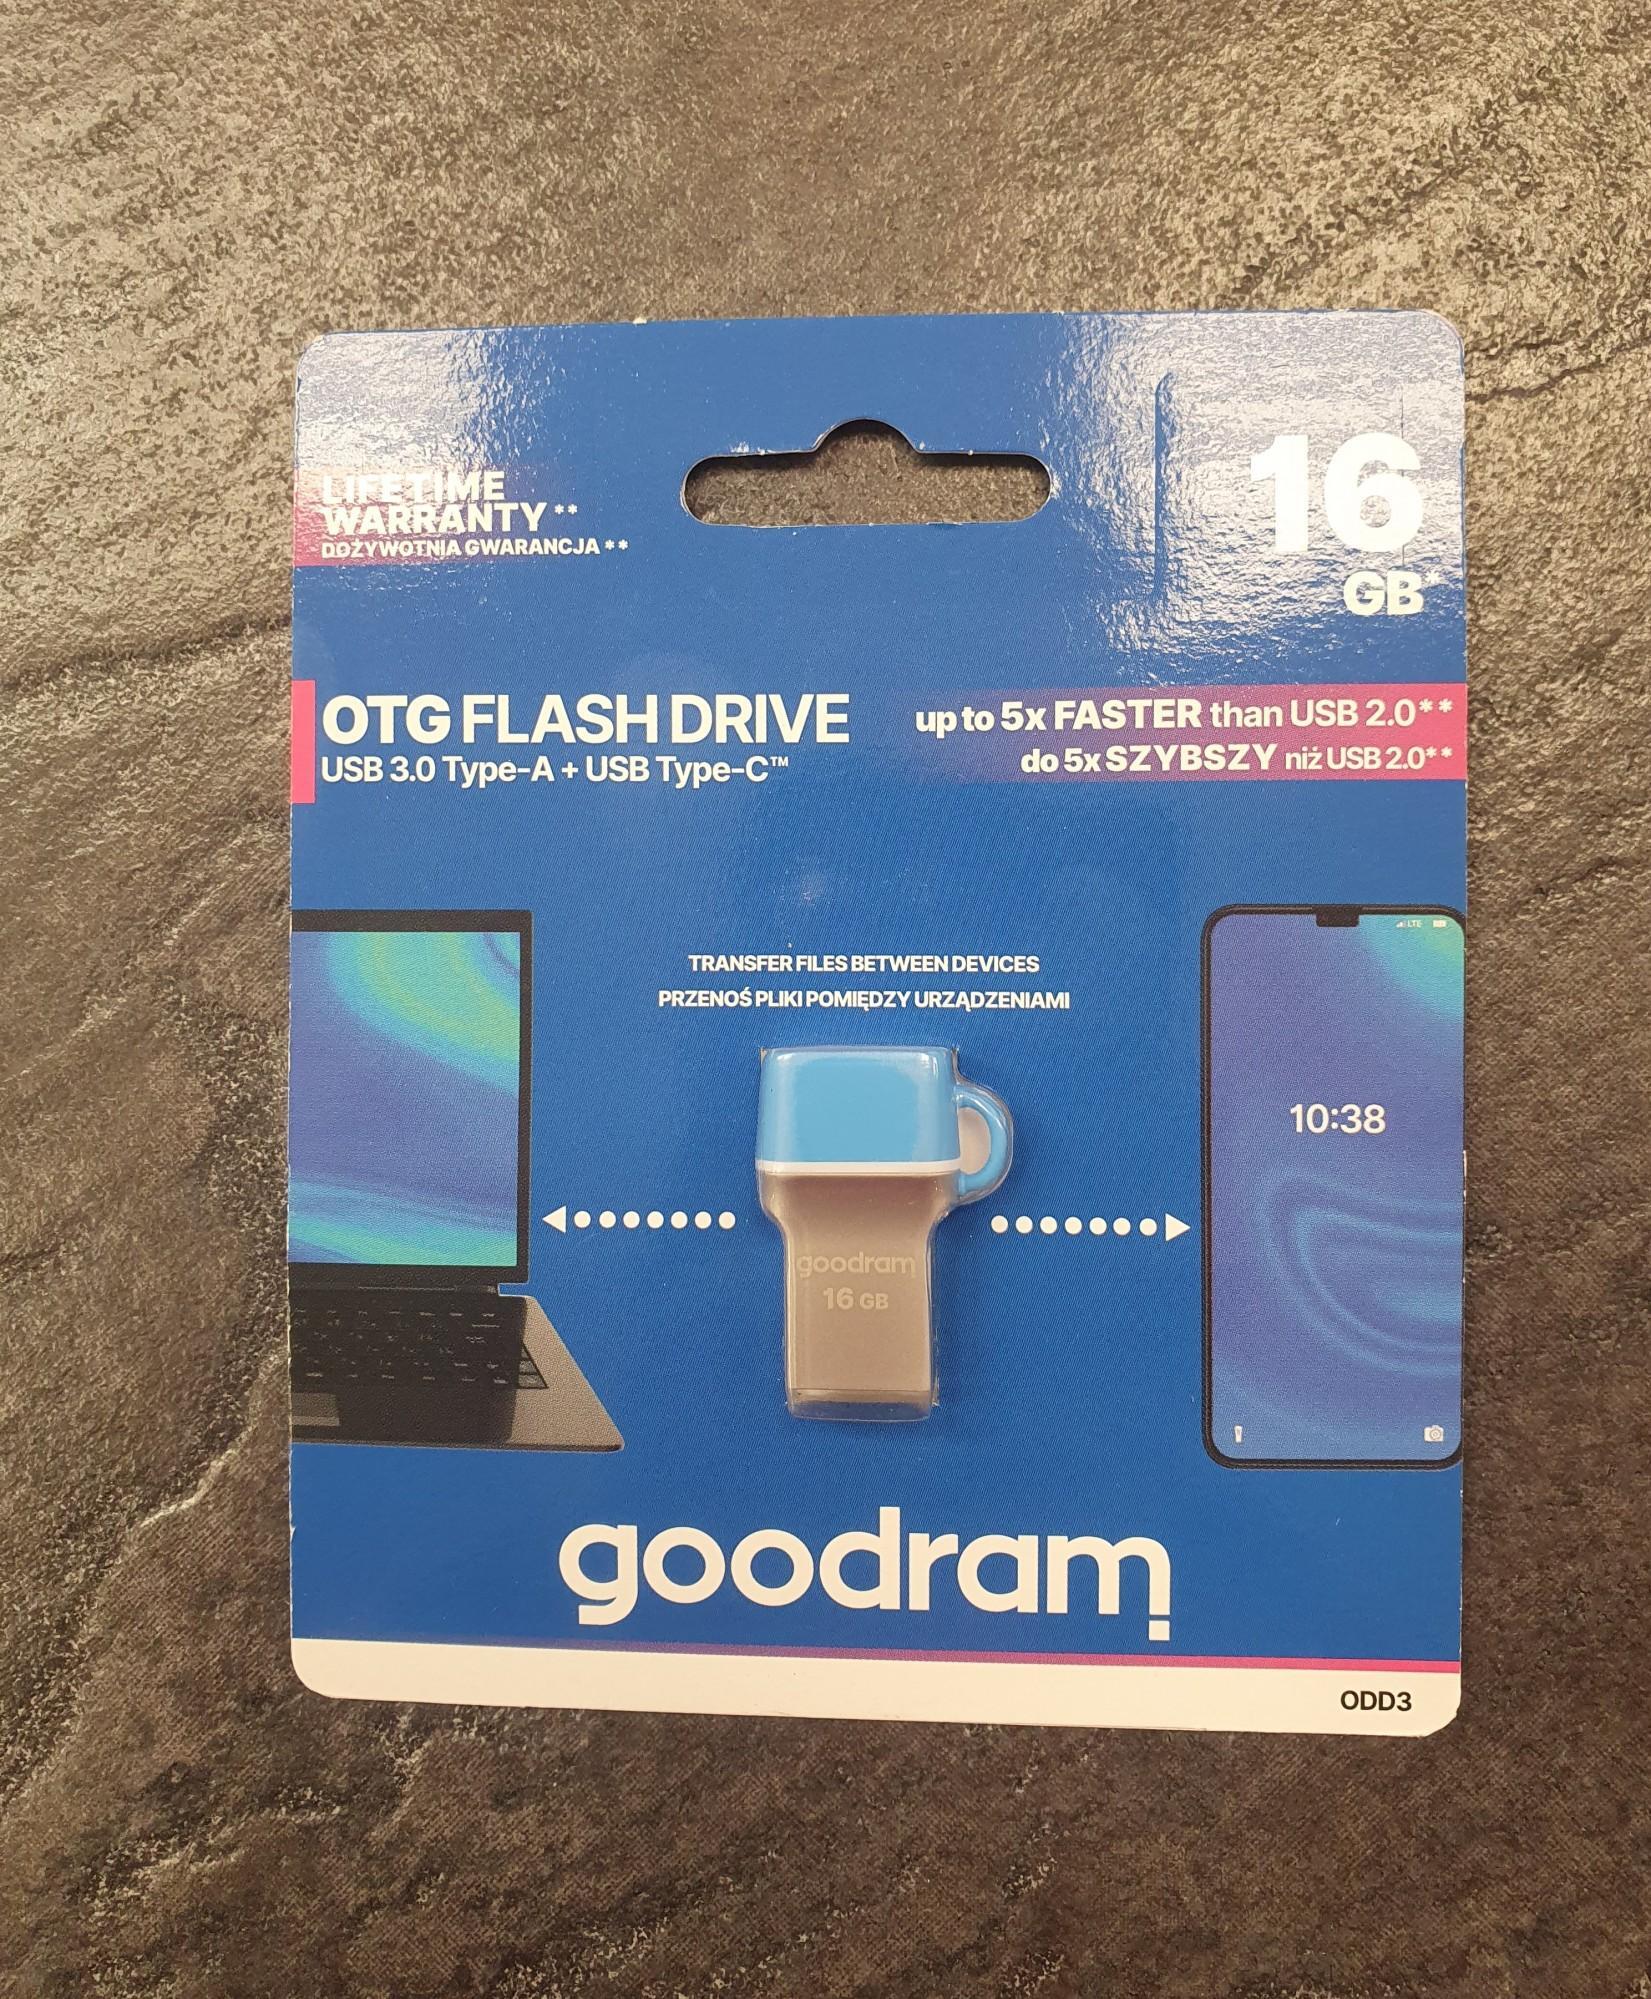 LIFETIME
WARRANTY**
DOŻYWOTNIA GWARANCJA**
16
GB*
OTG FLASH DRIVE
USB 3.0 Type-A + USB Type-C™
up to 5x FASTER than USB 2.0**
do 5x SZYBSZY niż USB 2.0**
LTE
TRANSFER FILES BETWEEN DEVICES
PRZENOŚ PLIKI POMIĘDZY URZĄDZENIAMI
10:38
goodram
16 GB
goodram
ODD3